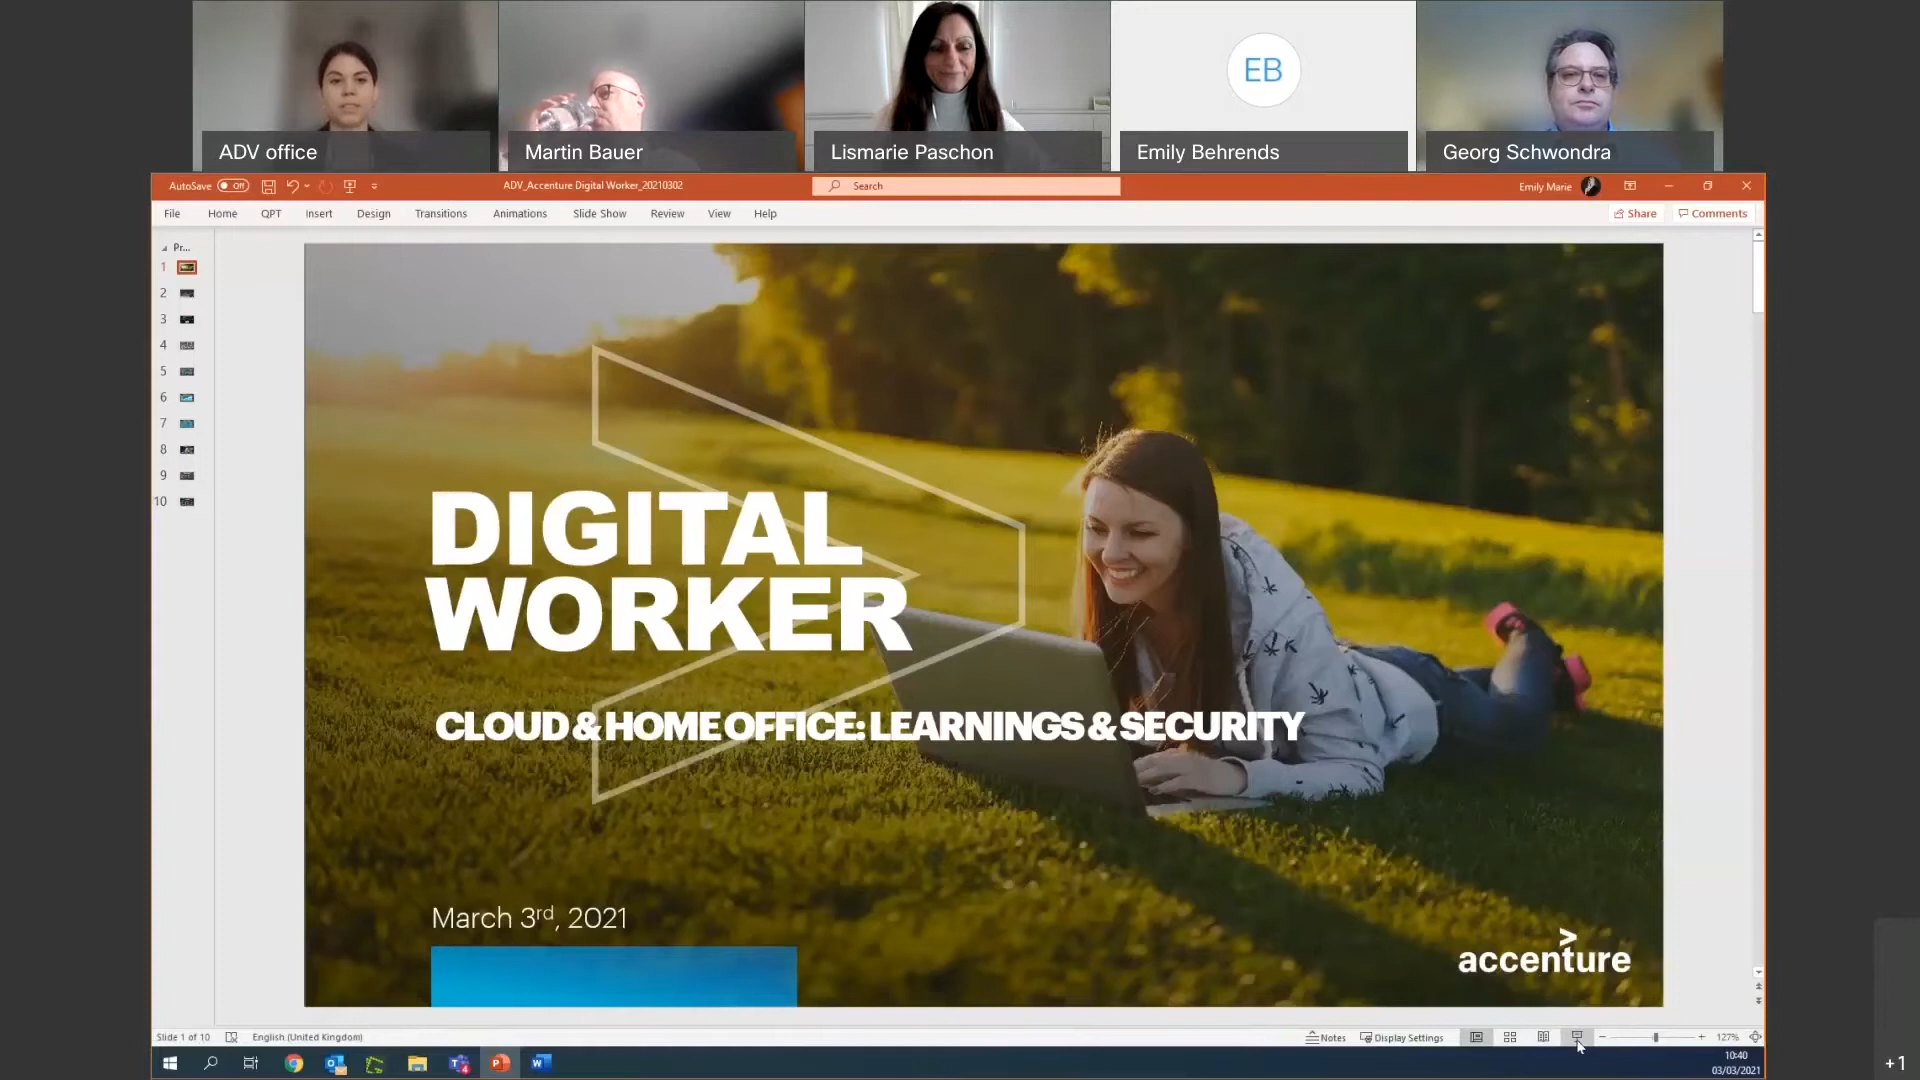 EB
ADV office
Martin Bauer
Lismarie Paschon
Emily Behrends
Georg Schwondra
AutoSave Off
ADV_Accenture Digital Worker_20210302
Search
Emily Marie
File Home QPT Insert Design Transitions Animations Slide Show Review View Help
Share Comments
Pr...
1
2
3
4
5
6
7
8
9
10
DIGITAL
WORKER
CLOUD & HOME OFFICE: LEARNINGS & SECURITY
March 3rd, 2021
accenture
Slide 1 of 10 English (United Kingdom) Notes Display Settings 127%
10:40
03/03/2021
+1